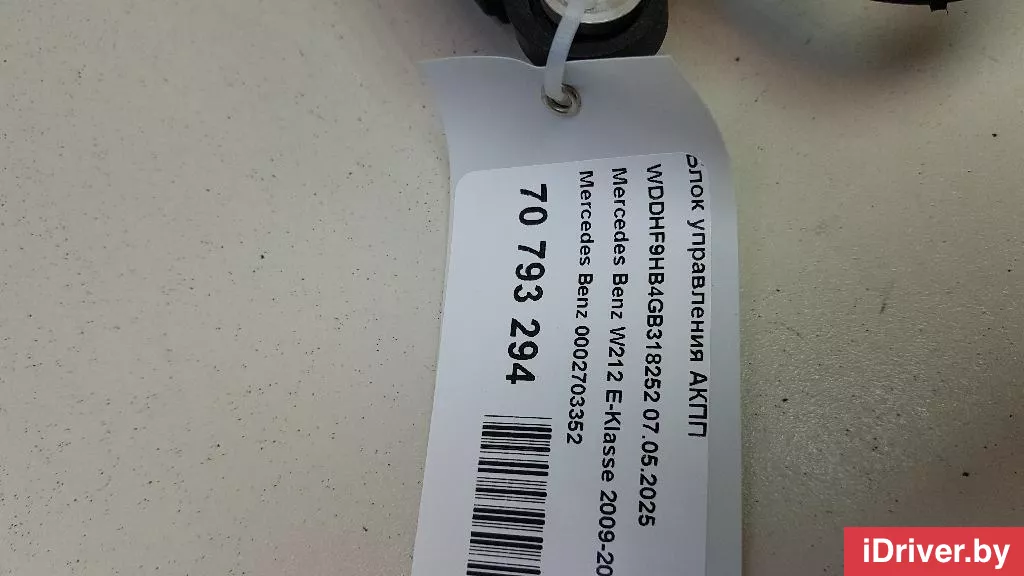 Блок управления АКПП
WDDHF9HB4GB318252 07.05.2025
Mercedes Benz W212 E-Klasse 2009-20
Mercedes Benz 0002703352
70 793 294
iDriver.by